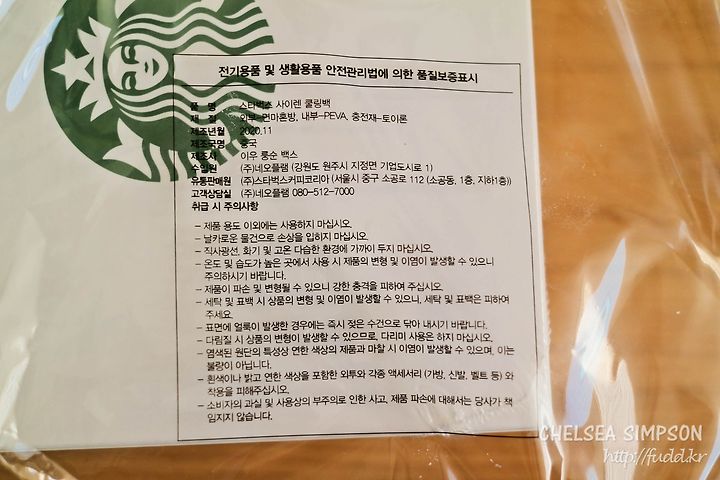 전기용품 및 생활용품 안전관리법에 의한 품질보증표시
품 명 스타벅스 사이렌 쿨링백
재 질 외부-면마혼방, 내부-PEVA, 충전재-토이론
제조년월 2020.11
제조국명 중국
제조사 이우 룽순 백스
수입원 (주)네오플램 (강원도 원주시 지정면 기업도시로 1)
유통판매원 (주)스타벅스커피코리아 (서울시 중구 소공로 112 (소공동, 1층, 지하1층))
고객상담실 (주)네오플램 080-512-7000
취급 시 주의사항
- 제품 용도 이외에는 사용하지 마십시오.
- 날카로운 물건으로 손상을 입히지 마십시오.
- 직사광선, 화기 및 고온 다습한 환경에 가까이 두지 마십시오.
- 온도 및 습도가 높은 곳에서 사용 시 제품의 변형 및 이염이 발생할 수 있으니
주의하시기 바랍니다.
- 제품이 파손 및 변형될 수 있으니 강한 충격을 피하여 주십시오.
- 세탁 및 표백 시 상품의 변형 및 이염이 발생할 수 있으니, 세탁 및 표백은 피하여
주세요.
- 표면에 얼룩이 발생한 경우에는 즉시 젖은 수건으로 닦아 내시기 바랍니다.
- 다림질 시 상품의 변형이 발생할 수 있으므로, 다리미 사용은 하지 마십시오.
- 염색된 원단의 특성상 연한 색상의 제품과 마찰 시 이염이 발생할 수 있으며, 이는
불량이 아닙니다.
- 흰색이나 밝고 연한 색상을 포함한 외투와 각종 액세서리 (가방, 신발, 벨트 등) 와
착용을 피해주십시오.
- 소비자의 과실 및 사용상의 부주의로 인한 사고, 제품 파손에 대해서는 당사가 책
임지지 않습니다.
CHELSEA SIMPSON
http://fudd.kr